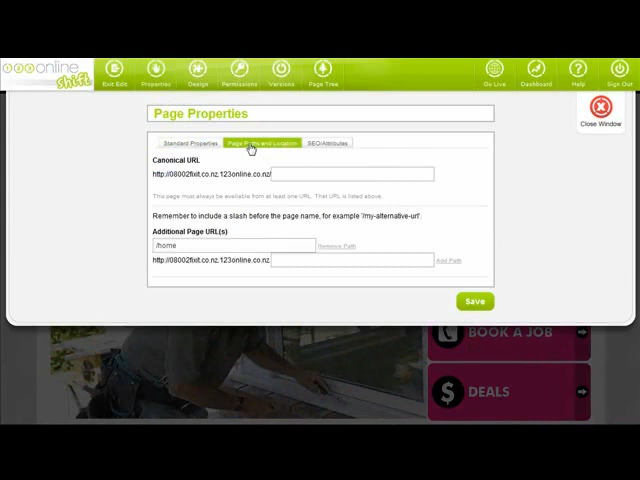 123online
shift
Exit Edit Properties Design Permissions Versions Page Tree Go Live Dashboard Help Sign Out
Page Properties
Close Window
Standard Properties Page Paths and Location SEO/Attributes
Canonical URL
http://08002fixit.co.nz.123online.co.nz/
This page must always be available from at least one URL. That URL is listed above.
Remember to include a slash before the page name, for example '/my-alternative-url'.
Additional Page URL(s)
/home Remove Path
http://08002fixit.co.nz.123online.co.nz Add Path
Save
BOOK A JOB
$ DEALS